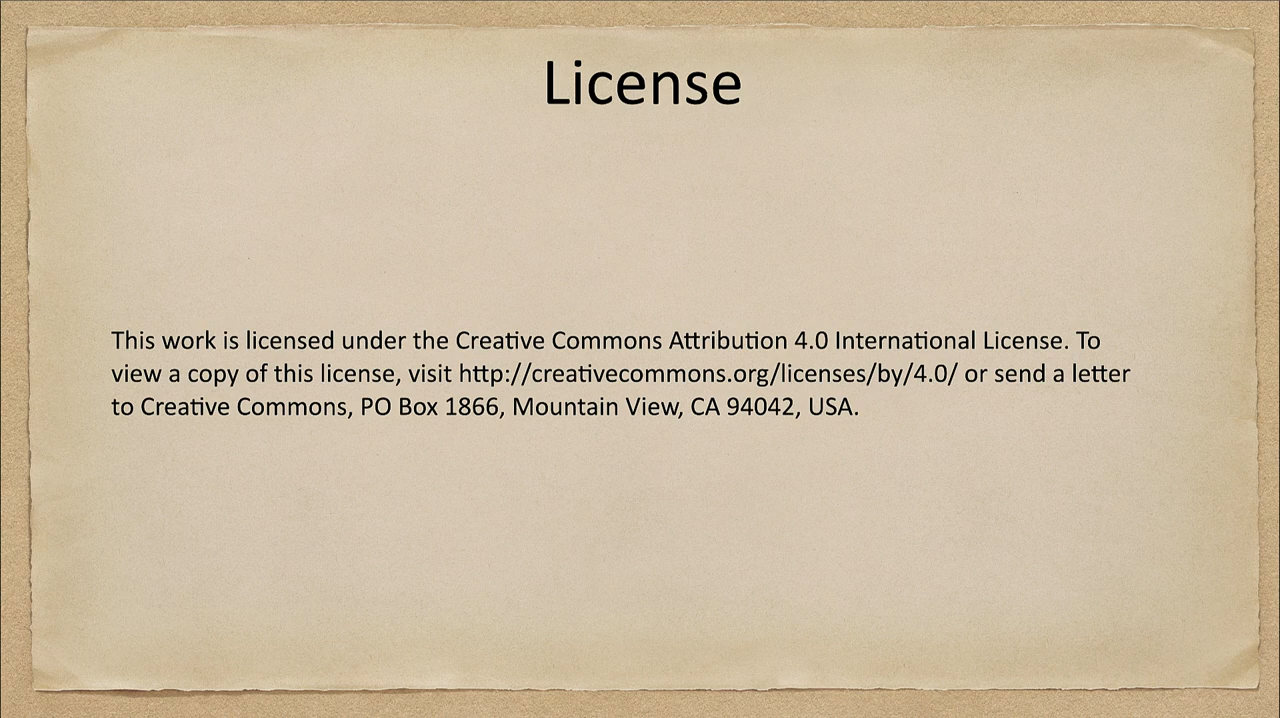 License
This work is licensed under the Creative Commons Attribution 4.0 International License. To
view a copy of this license, visit http://creativecommons.org/licenses/by/4.0/ or send a letter
to Creative Commons, PO Box 1866, Mountain View, CA 94042, USA.